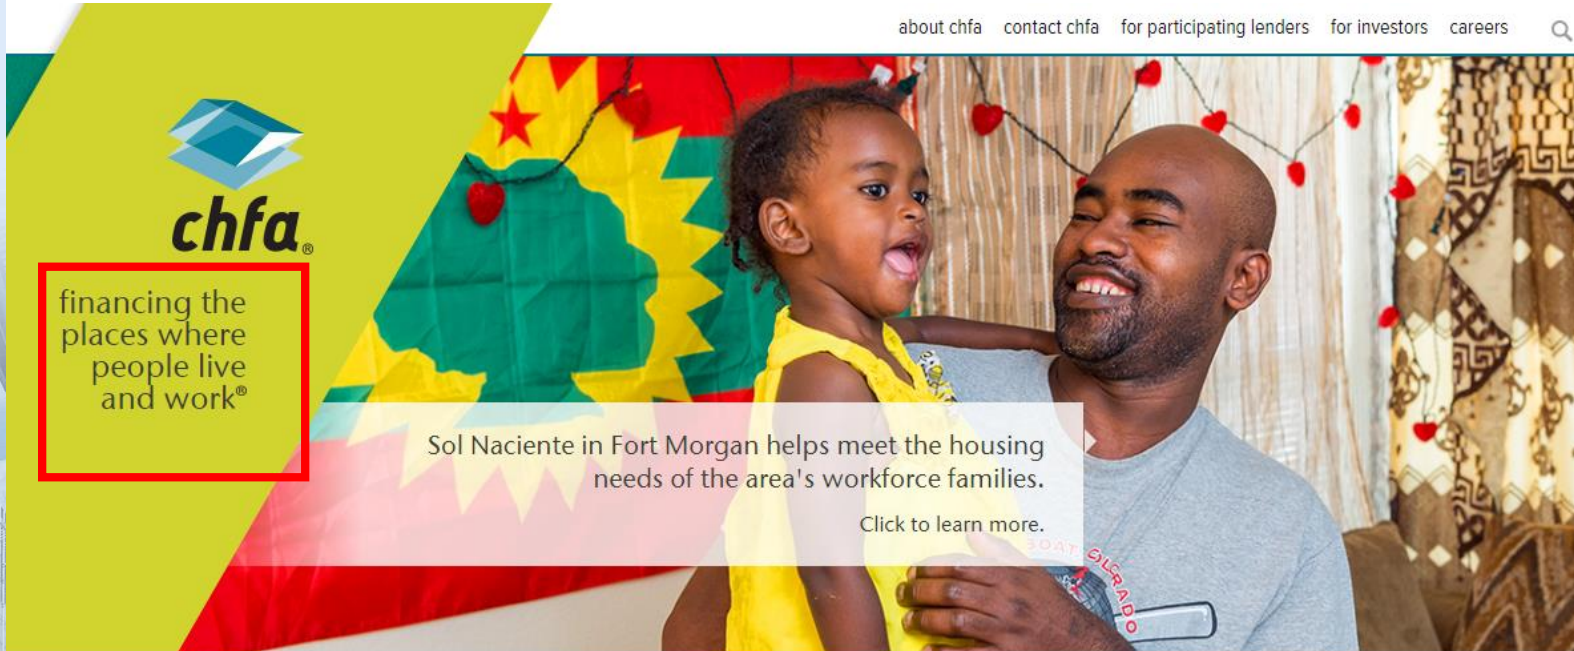 about chfa contact chfa for participating lenders for investors careers
chfa®
financing the
places where
people live
and work®
Sol Naciente in Fort Morgan helps meet the housing
needs of the area's workforce families.
Click to learn more.
BOAT, COLORADO